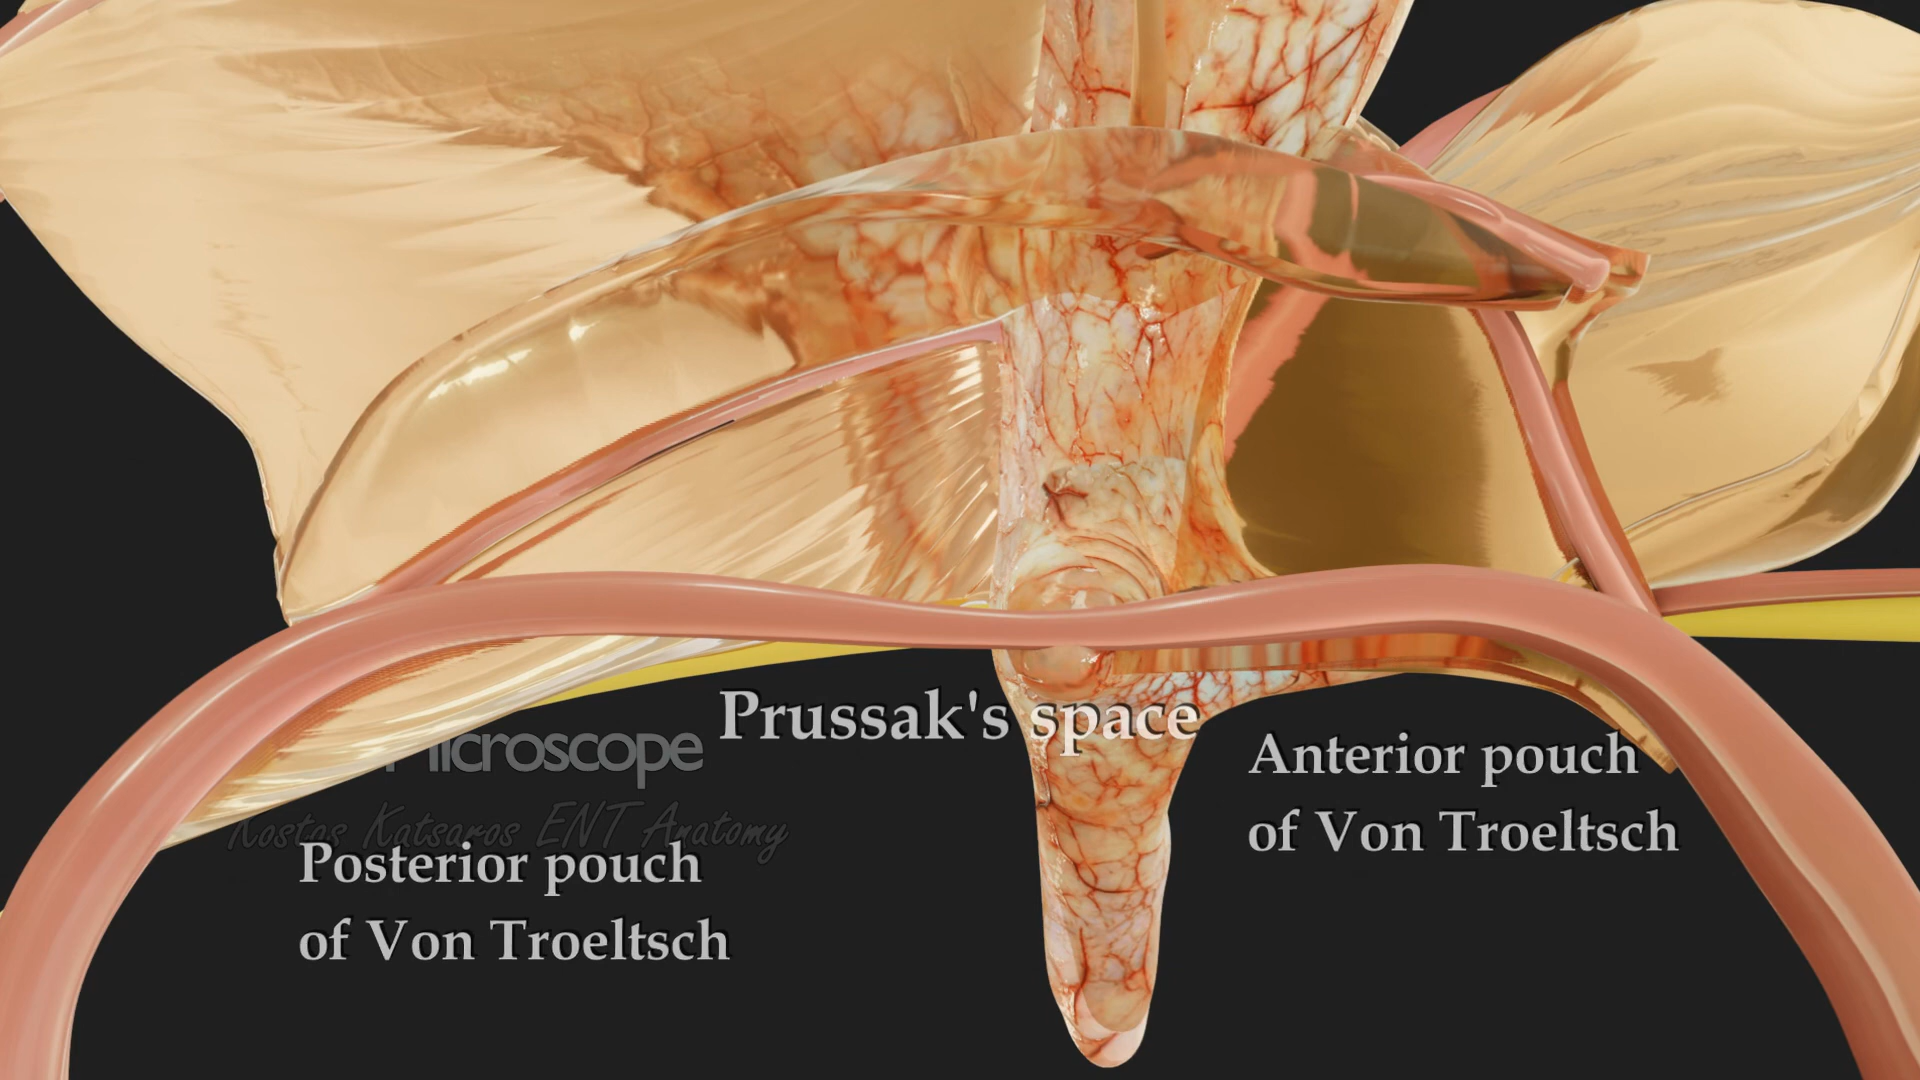 Prussak's space
Microscope
Kostas Katsaros ENT Anatomy
Anterior pouch
of Von Troeltsch
Posterior pouch
of Von Troeltsch